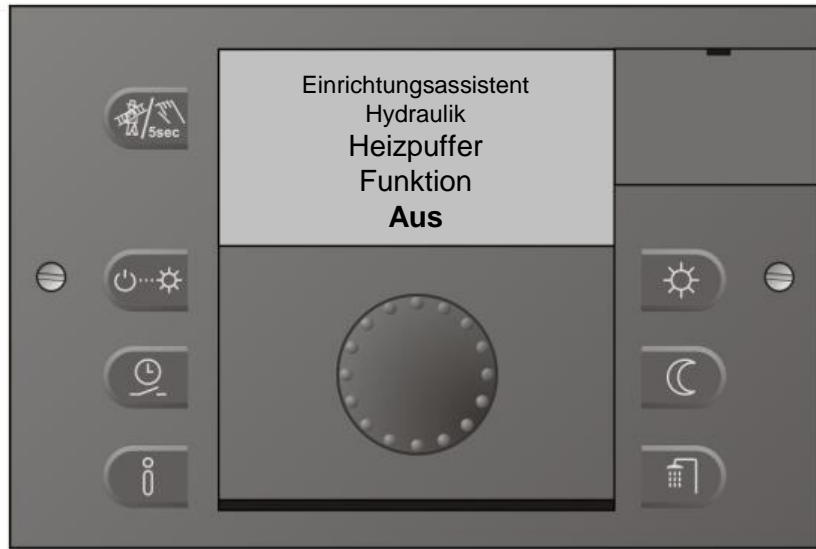 Einrichtungsassistent
Hydraulik
Heizpuffer
Funktion
Aus
5sec